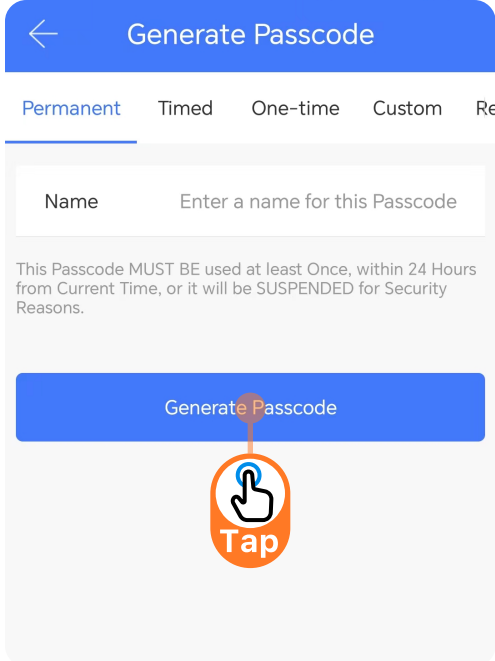 Generate Passcode
Permanent Timed One-time Custom Re
Name Enter a name for this Passcode
This Passcode MUST BE used at least Once, within 24 Hours
from Current Time, or it will be SUSPENDED for Security
Reasons.
Generate Passcode
Tap